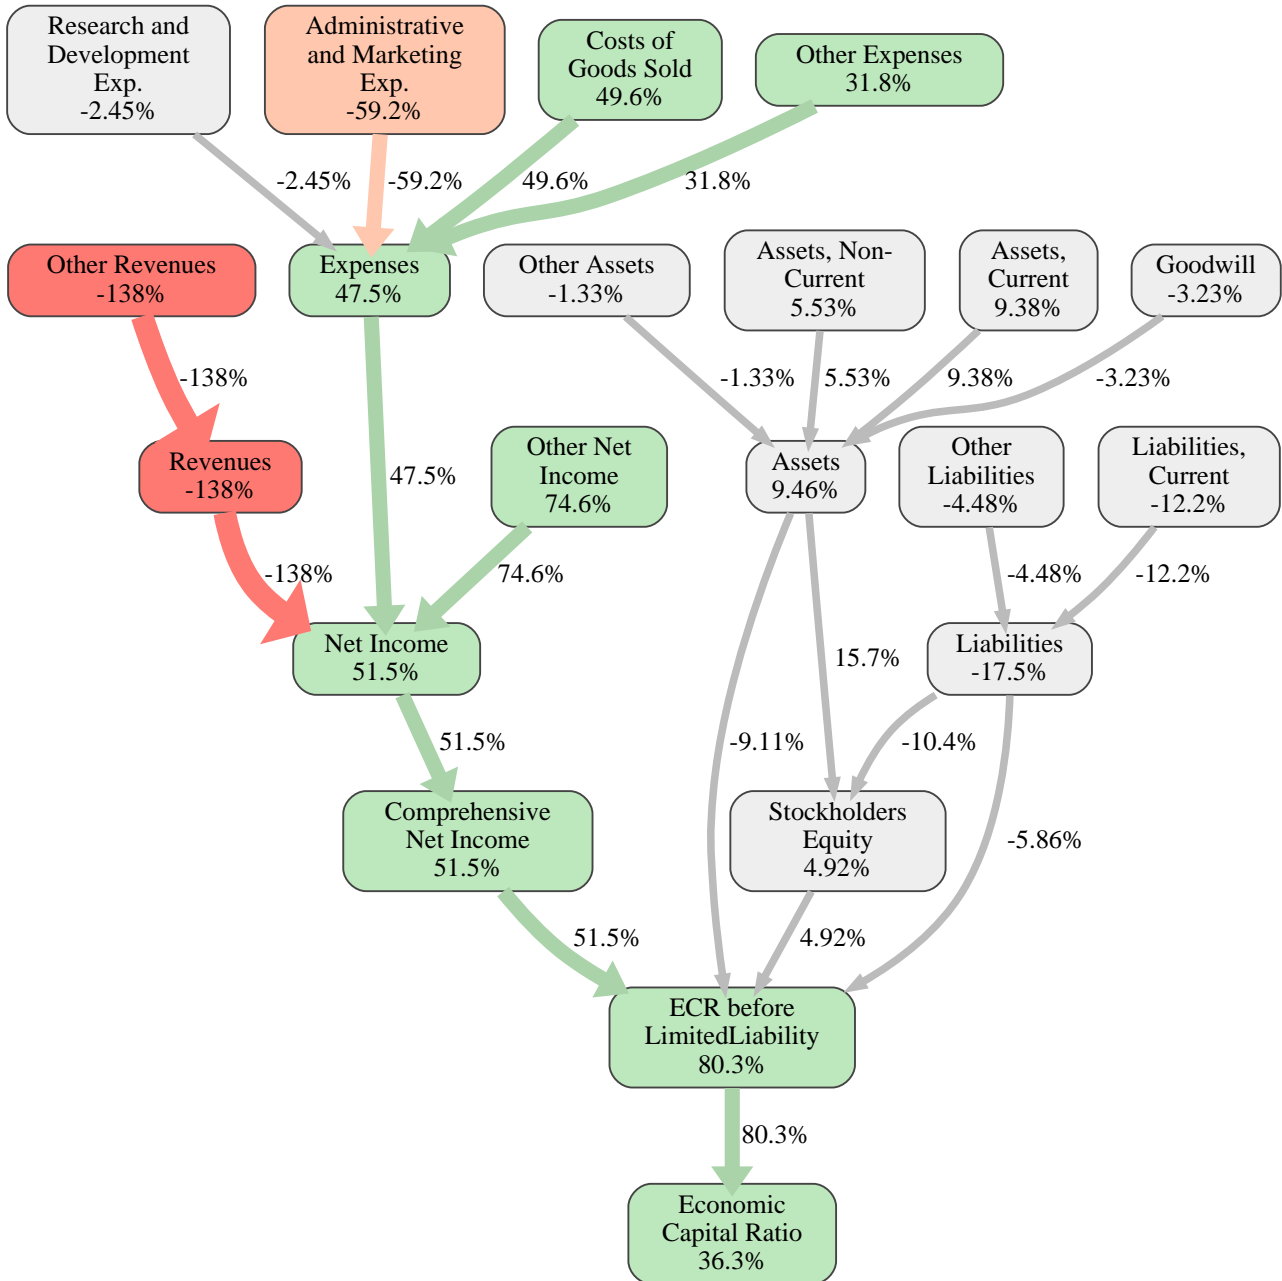 Research and
Development
Exp.
-2.45%
Administrative
and Marketing
Exp.
-59.2%
Costs of
Goods Sold
49.6%
Other Expenses
31.8%
-2.45%
-59.2%
49.6%
31.8%
Other Revenues
-138%
Expenses
47.5%
Other Assets
-1.33%
Assets, Non-
Current
5.53%
Assets,
Current
9.38%
Goodwill
-3.23%
-138%
-1.33%
5.53%
9.38%
-3.23%
Revenues
-138%
47.5%
Other Net
Income
74.6%
Assets
9.46%
Other
Liabilities
-4.48%
Liabilities,
Current
-12.2%
-138%
74.6%
-4.48%
-12.2%
Net Income
51.5%
15.7%
Liabilities
-17.5%
51.5%
-9.11%
-10.4%
Comprehensive
Net Income
51.5%
Stockholders
Equity
4.92%
-5.86%
51.5%
4.92%
ECR before
LimitedLiability
80.3%
80.3%
Economic
Capital Ratio
36.3%